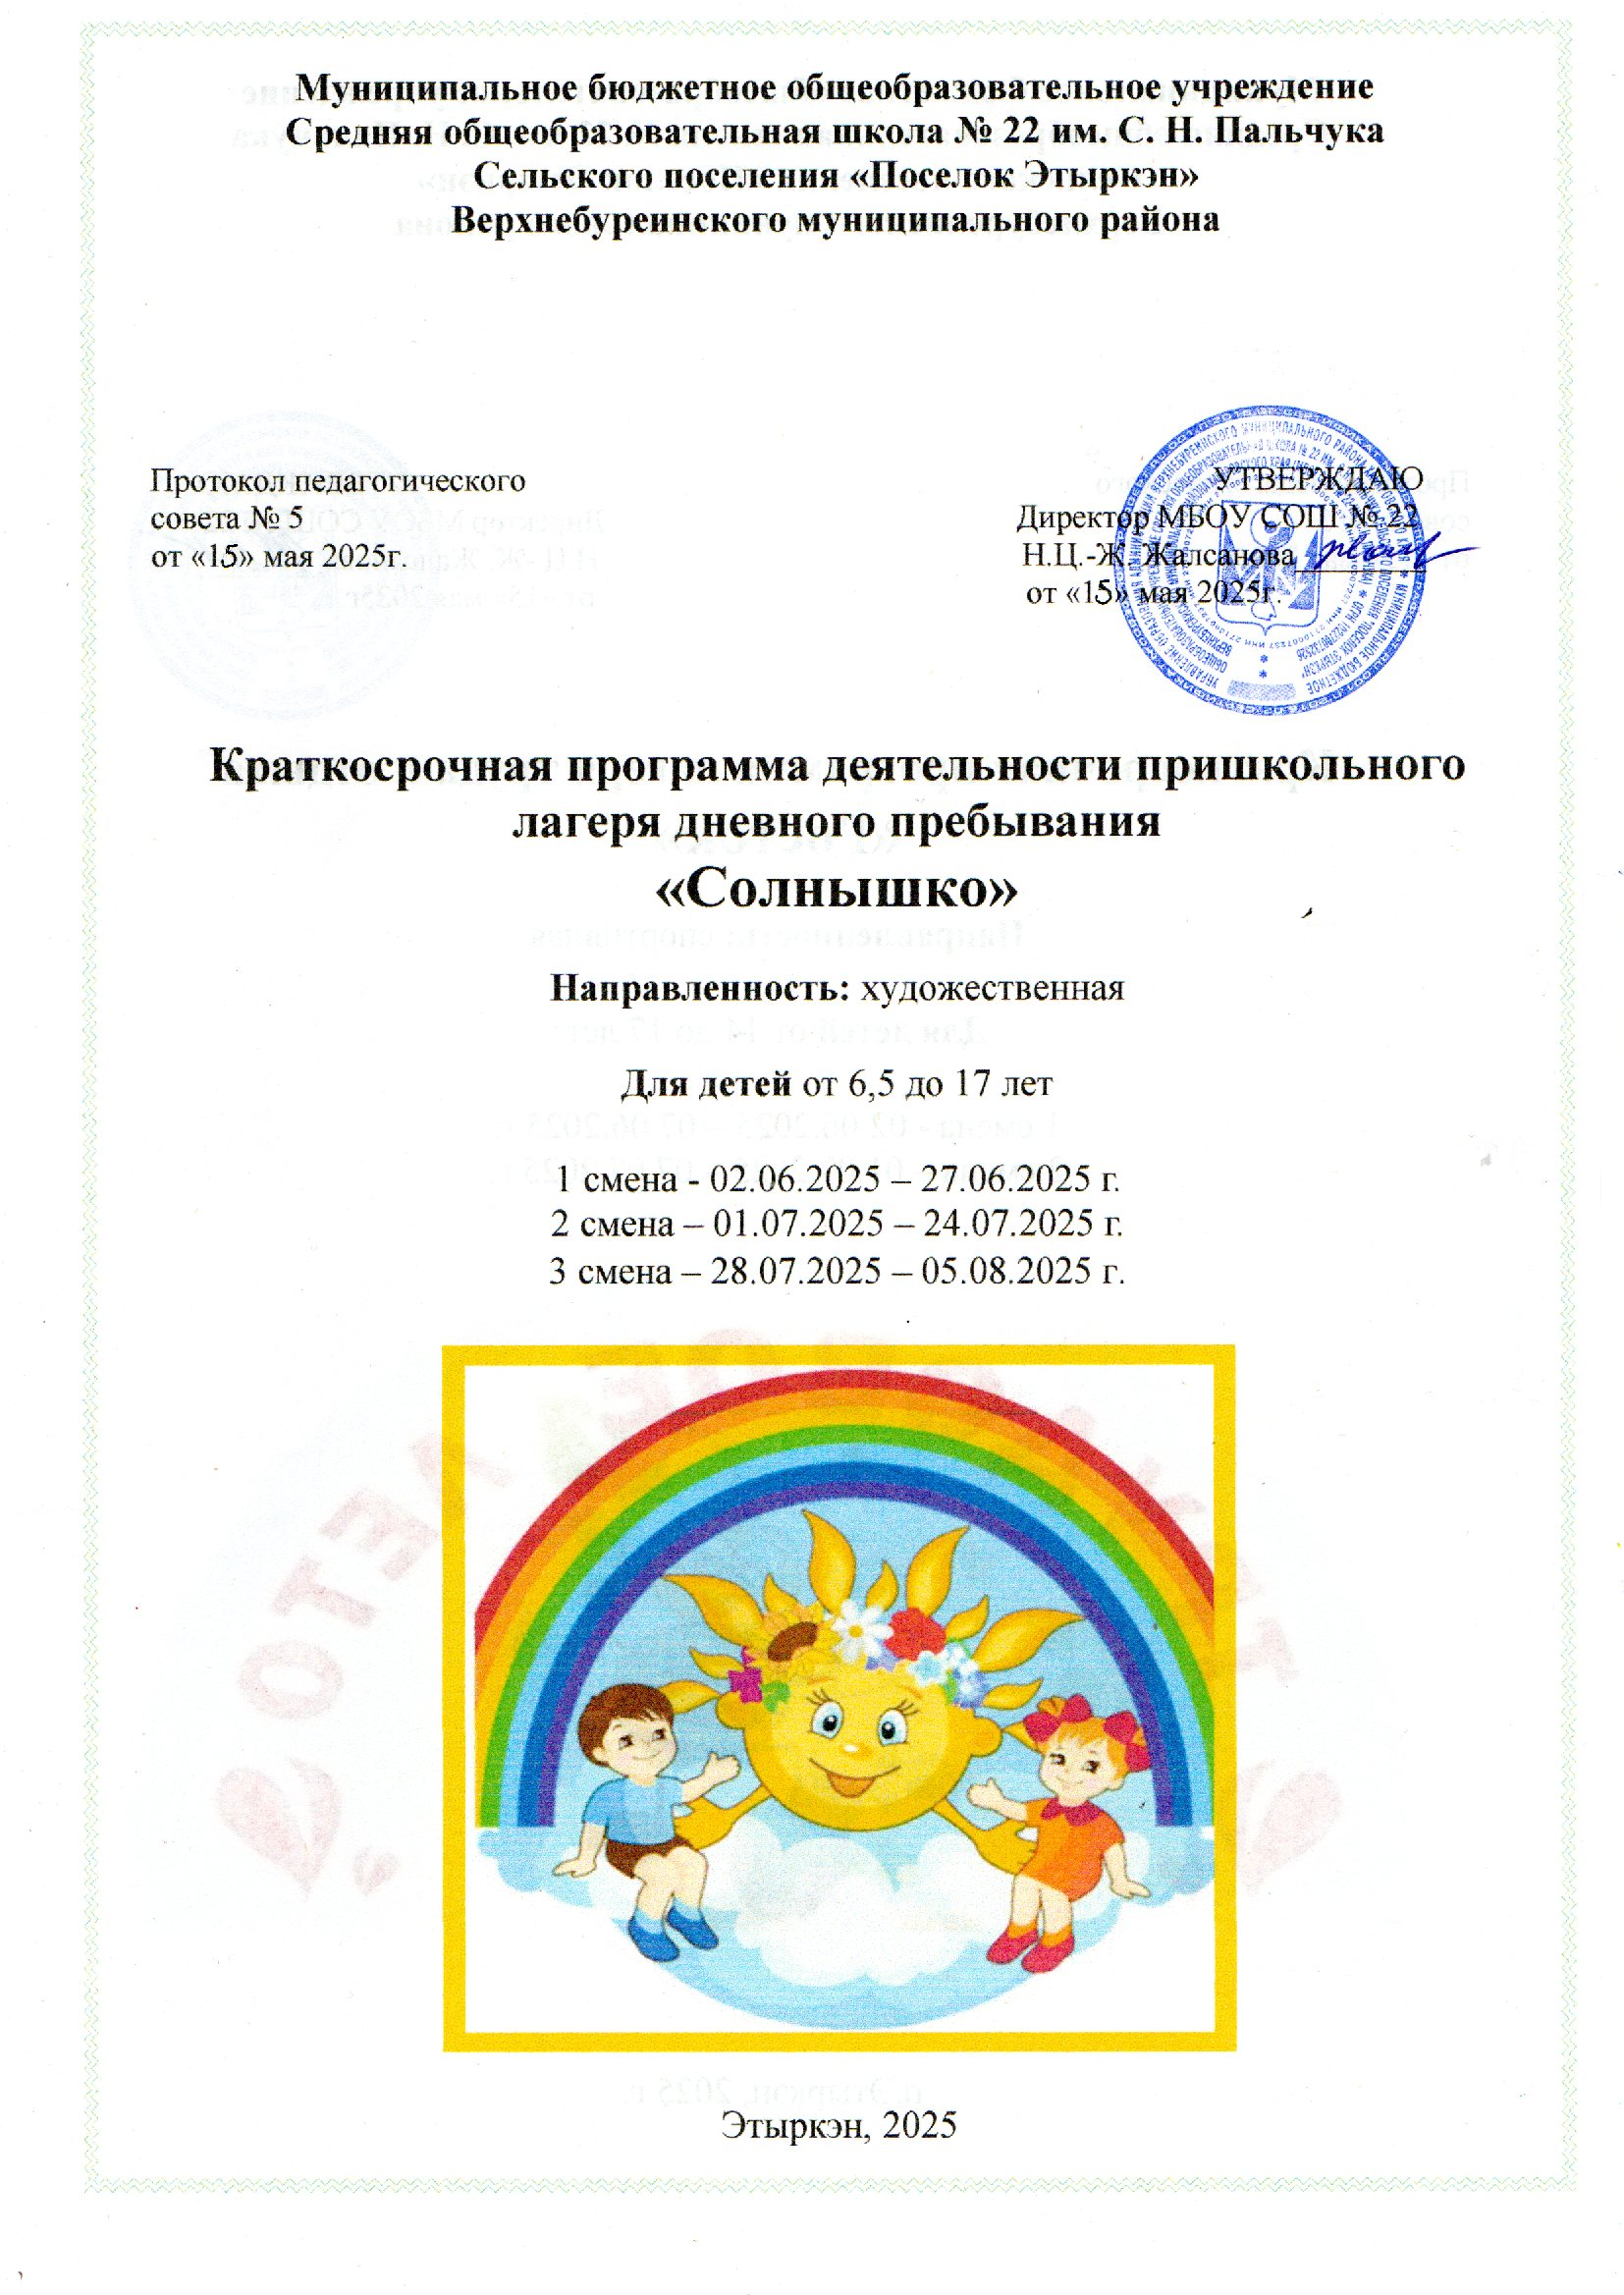 Муниципальное бюджетное общеобразовательное учреждение
Средняя общеобразовательная школа № 22 им. С. Н. Пальчука
Сельского поселения «Поселок Этыркэн»
Верхнебуреинского муниципального района
Протокол педагогического
совета № 5
от «15» мая 2025г.
УТВЕРЖДАЮ
Директор МБОУ СОШ № 22
Н.Ц.-Ж. Жалсанова
от «15» мая 2025г.
Краткосрочная программа деятельности пришкольного
лагеря дневного пребывания
«Солнышко»
Направленность: художественная
Для детей от 6,5 до 17 лет
1 смена - 02.06.2025 – 27.06.2025 г.
2 смена – 01.07.2025 – 24.07.2025 г.
3 смена – 28.07.2025 – 05.08.2025 г.
Этыркэн, 2025